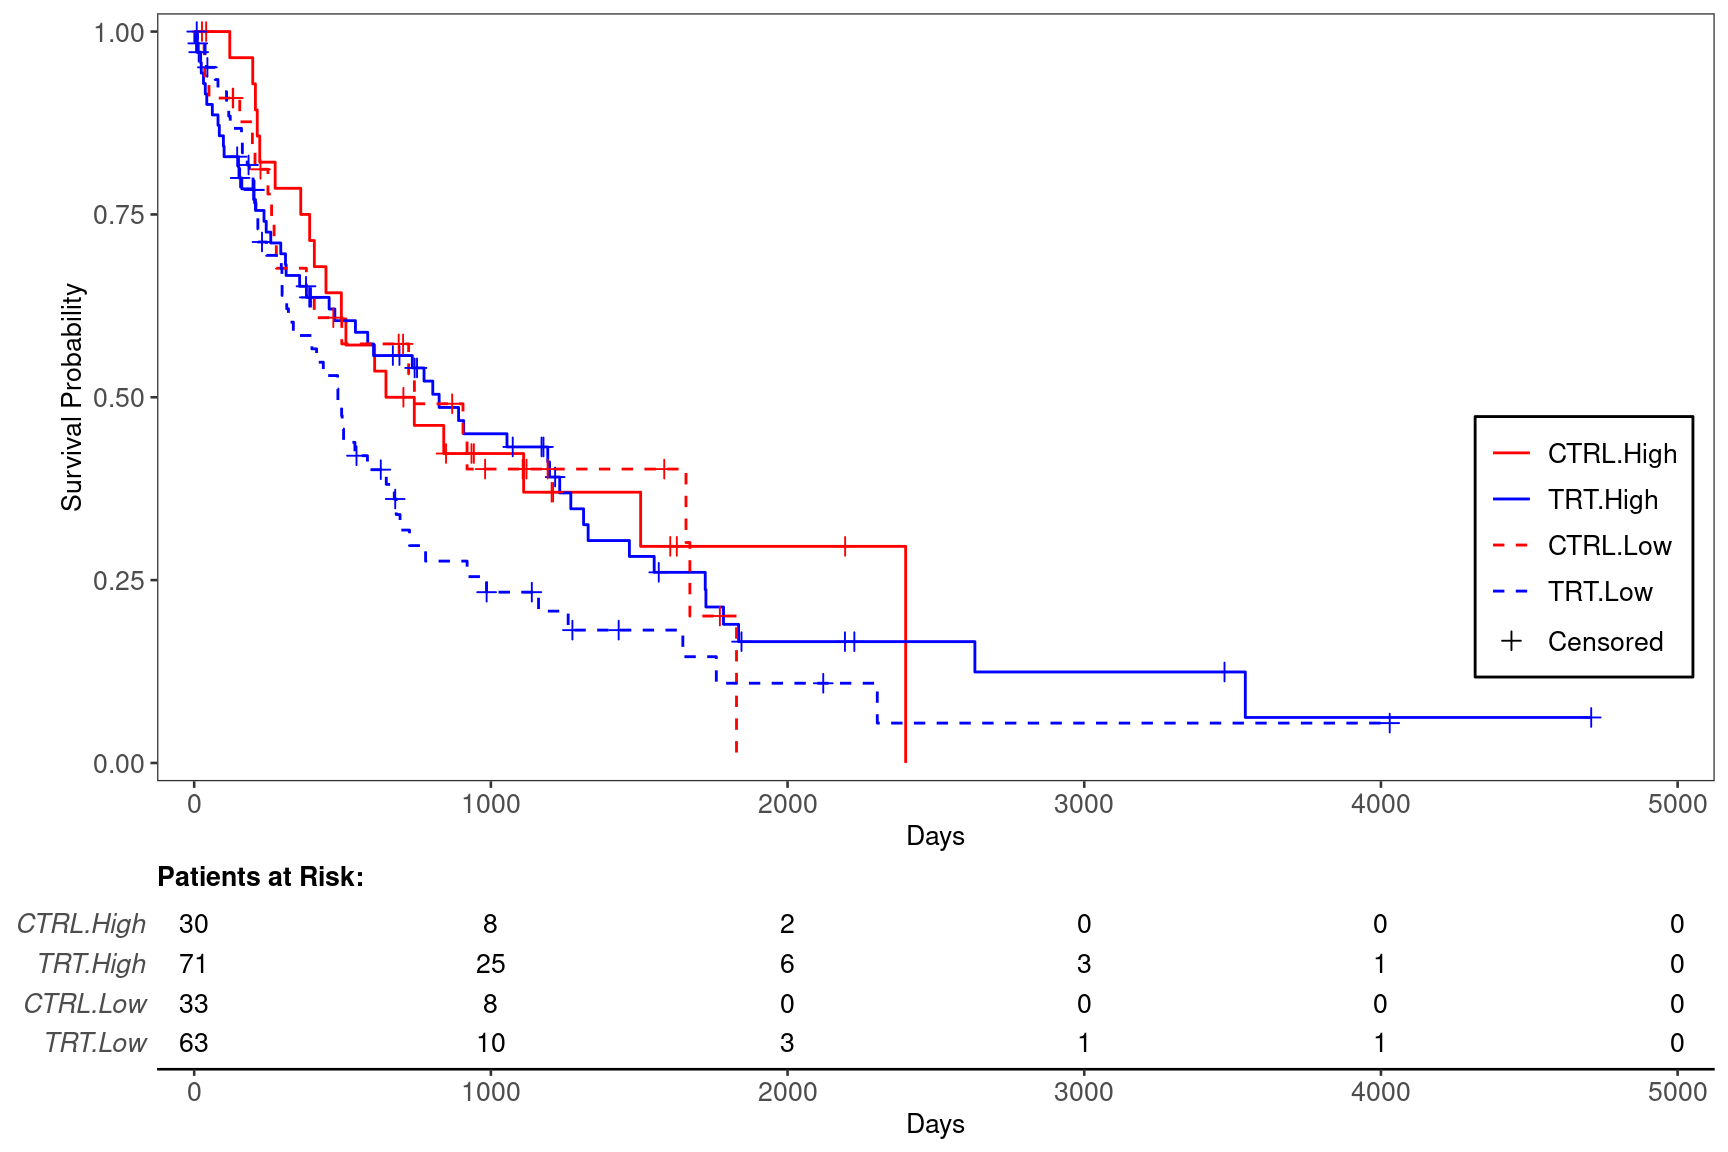 1.00
0.75
0.50
0.25
0.00
Survival Probability
CTRL.High
TRT.High
CTRL.Low
TRT.Low
Censored
0 1000 2000 3000 4000 5000
Days
Patients at Risk:
CTRL.High 30 8 2 0 0 0
TRT.High 71 25 6 3 1 0
CTRL.Low 33 8 0 0 0 0
TRT.Low 63 10 3 1 1 0
0 1000 2000 3000 4000 5000
Days